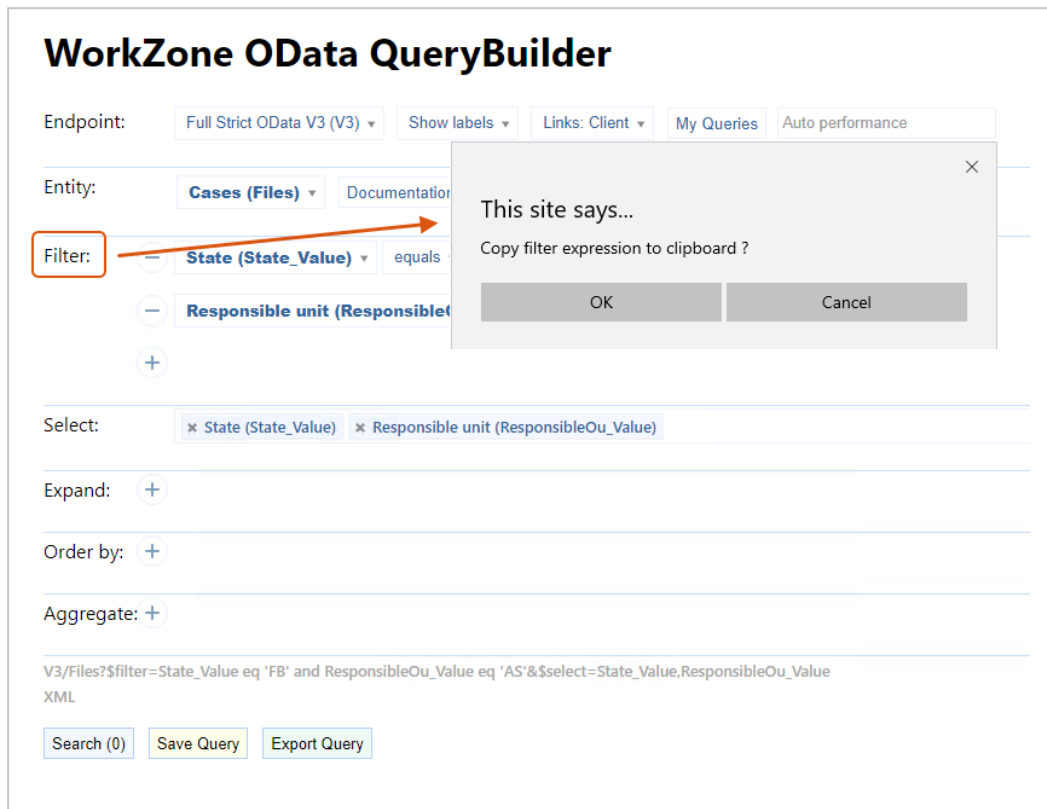 WorkZone OData QueryBuilder
Endpoint: Full Strict OData V3 (V3) Show labels Links: Client My Queries Auto performance
Entity: Cases (Files) Documentation
This site says...
Copy filter expression to clipboard ?
OK Cancel
Filter: State (State_Value) equals
Responsible unit (Responsible
Select: State (State_Value) Responsible unit (ResponsibleOu_Value)
Expand:
Order by:
Aggregate:
V3/Files?$filter=State_Value eq 'FB' and ResponsibleOu_Value eq 'AS'&$select=State_Value,ResponsibleOu_Value
XML
Search (0) Save Query Export Query